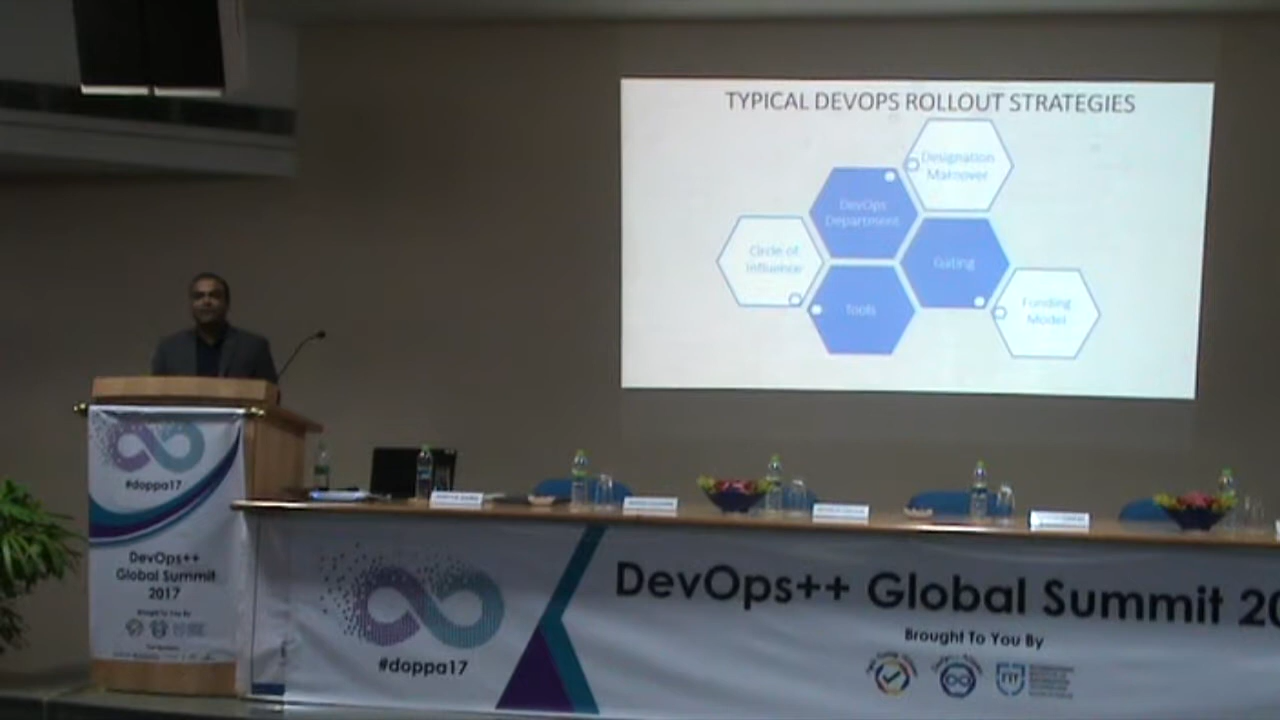 TYPICAL DEVOPS ROLLOUT STRATEGIES
Designation
Makeover
DevOps
Department
Circle of
Influence
Gating
Tools
Funding
Model
#doppa17
DevOps++
Global Summit
2017
Brought To You By
#doppa17
DevOps++ Global Summit 20
Brought To You By